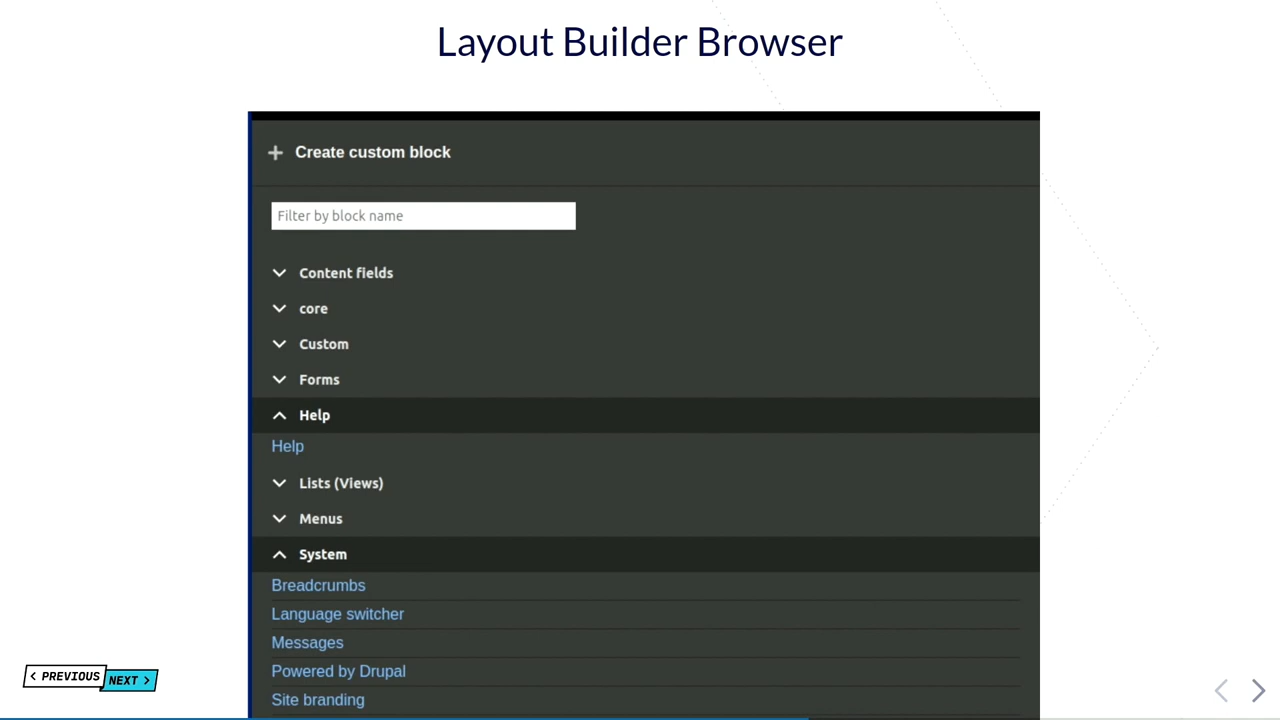 Layout Builder Browser
Create custom block
Filter by block name
Content fields
core
Custom
Forms
Help
Help
Lists (Views)
Menus
System
Breadcrumbs
Language switcher
Messages
Powered by Drupal
Site branding
< PREVIOUS
NEXT >